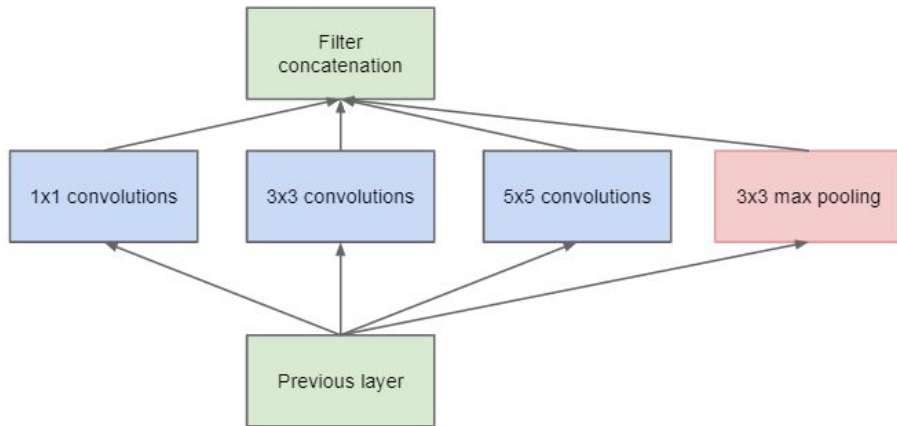 Filter
concatenation
1x1 convolutions
3x3 convolutions
5x5 convolutions
3x3 max pooling
Previous layer